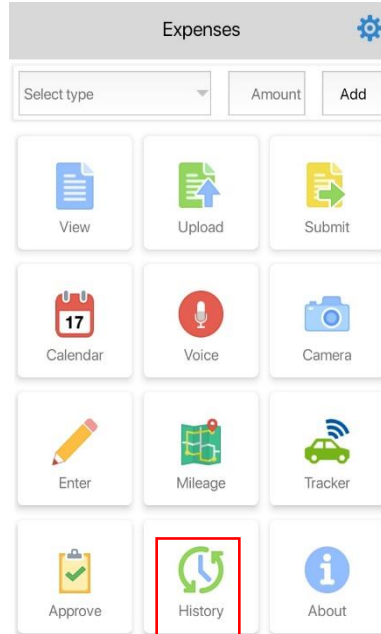 Expenses
Select type Amount Add
View Upload Submit
17
Calendar Voice Camera
Enter Mileage Tracker
Approve History About